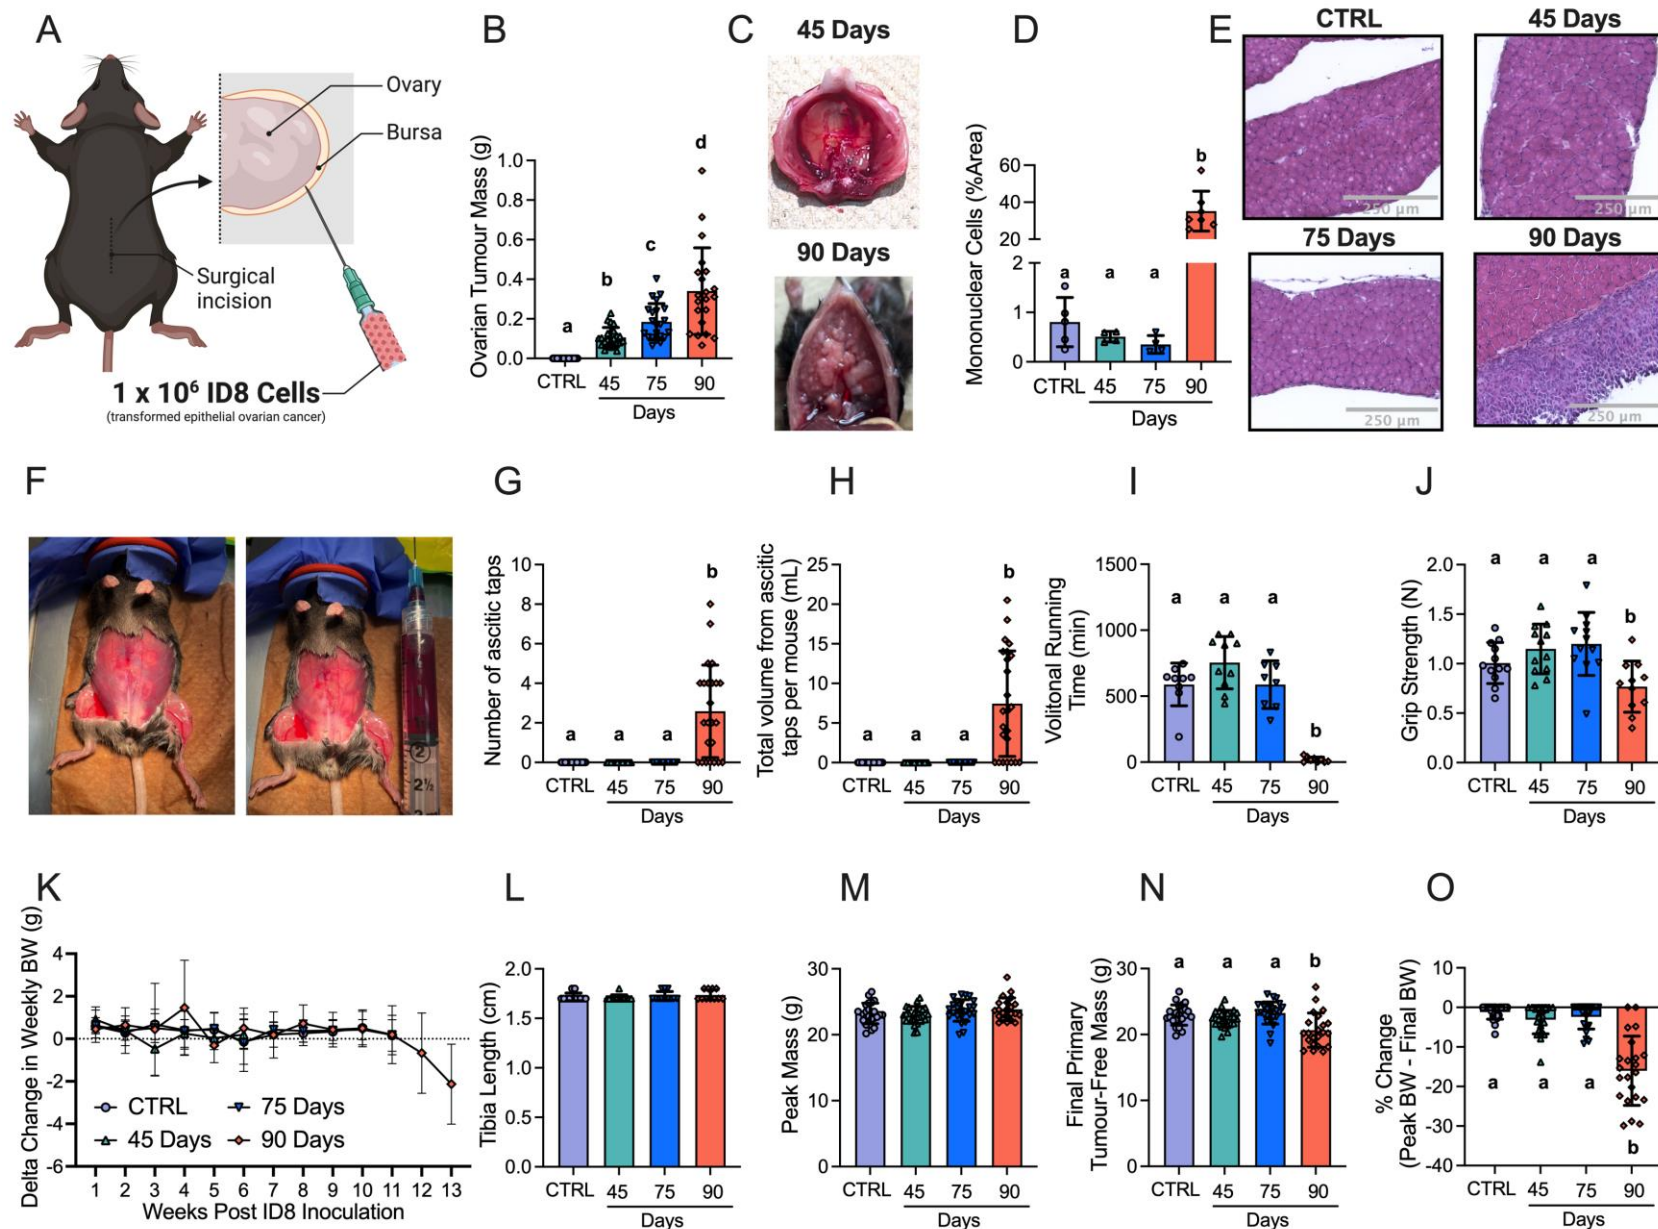 A
Ovary
Bursa
Surgical
incision
1 x 10⁶ ID8 Cells
(transformed epithelial ovarian cancer)
B
Ovarian Tumour Mass (g)
1.0
0.8
0.6
0.4
0.2
0.0
a
b
c
d
CTRL 45 75 90
Days
C
45 Days
90 Days
D
Mononuclear Cells (%Area)
60
40
20
2
1
0
a a a b
CTRL 45 75 90
Days
E
CTRL
250 µm
45 Days
250 µm
75 Days
250 µm
90 Days
250 µm
F
2
2½
G
Number of ascitic taps
10
8
6
4
2
0
a a a b
CTRL 45 75 90
Days
H
Total volume from ascitic
taps per mouse (mL)
25
20
15
10
5
0
a a a b
CTRL 45 75 90
Days
I
Volitonal Running
Time (min)
1500
1000
500
0
a a a b
CTRL 45 75 90
Days
J
Grip Strength (N)
2.0
1.5
1.0
0.5
0.0
a a a b
CTRL 45 75 90
Days
K
Delta Change in Weekly BW (g)
4
2
0
-2
-4
-6
CTRL 75 Days
45 Days 90 Days
1 2 3 4 5 6 7 8 9 10 11 12 13
Weeks Post ID8 Inoculation
L
Tibia Length (cm)
2.0
1.5
1.0
0.5
0.0
CTRL 45 75 90
Days
M
Peak Mass (g)
30
20
10
0
CTRL 45 75 90
Days
N
Final Primary
Tumour-Free Mass (g)
30
20
10
0
a a a b
CTRL 45 75 90
Days
O
% Change
(Peak BW - Final BW)
0
-10
-20
-30
-40
a a a b
CTRL 45 75 90
Days